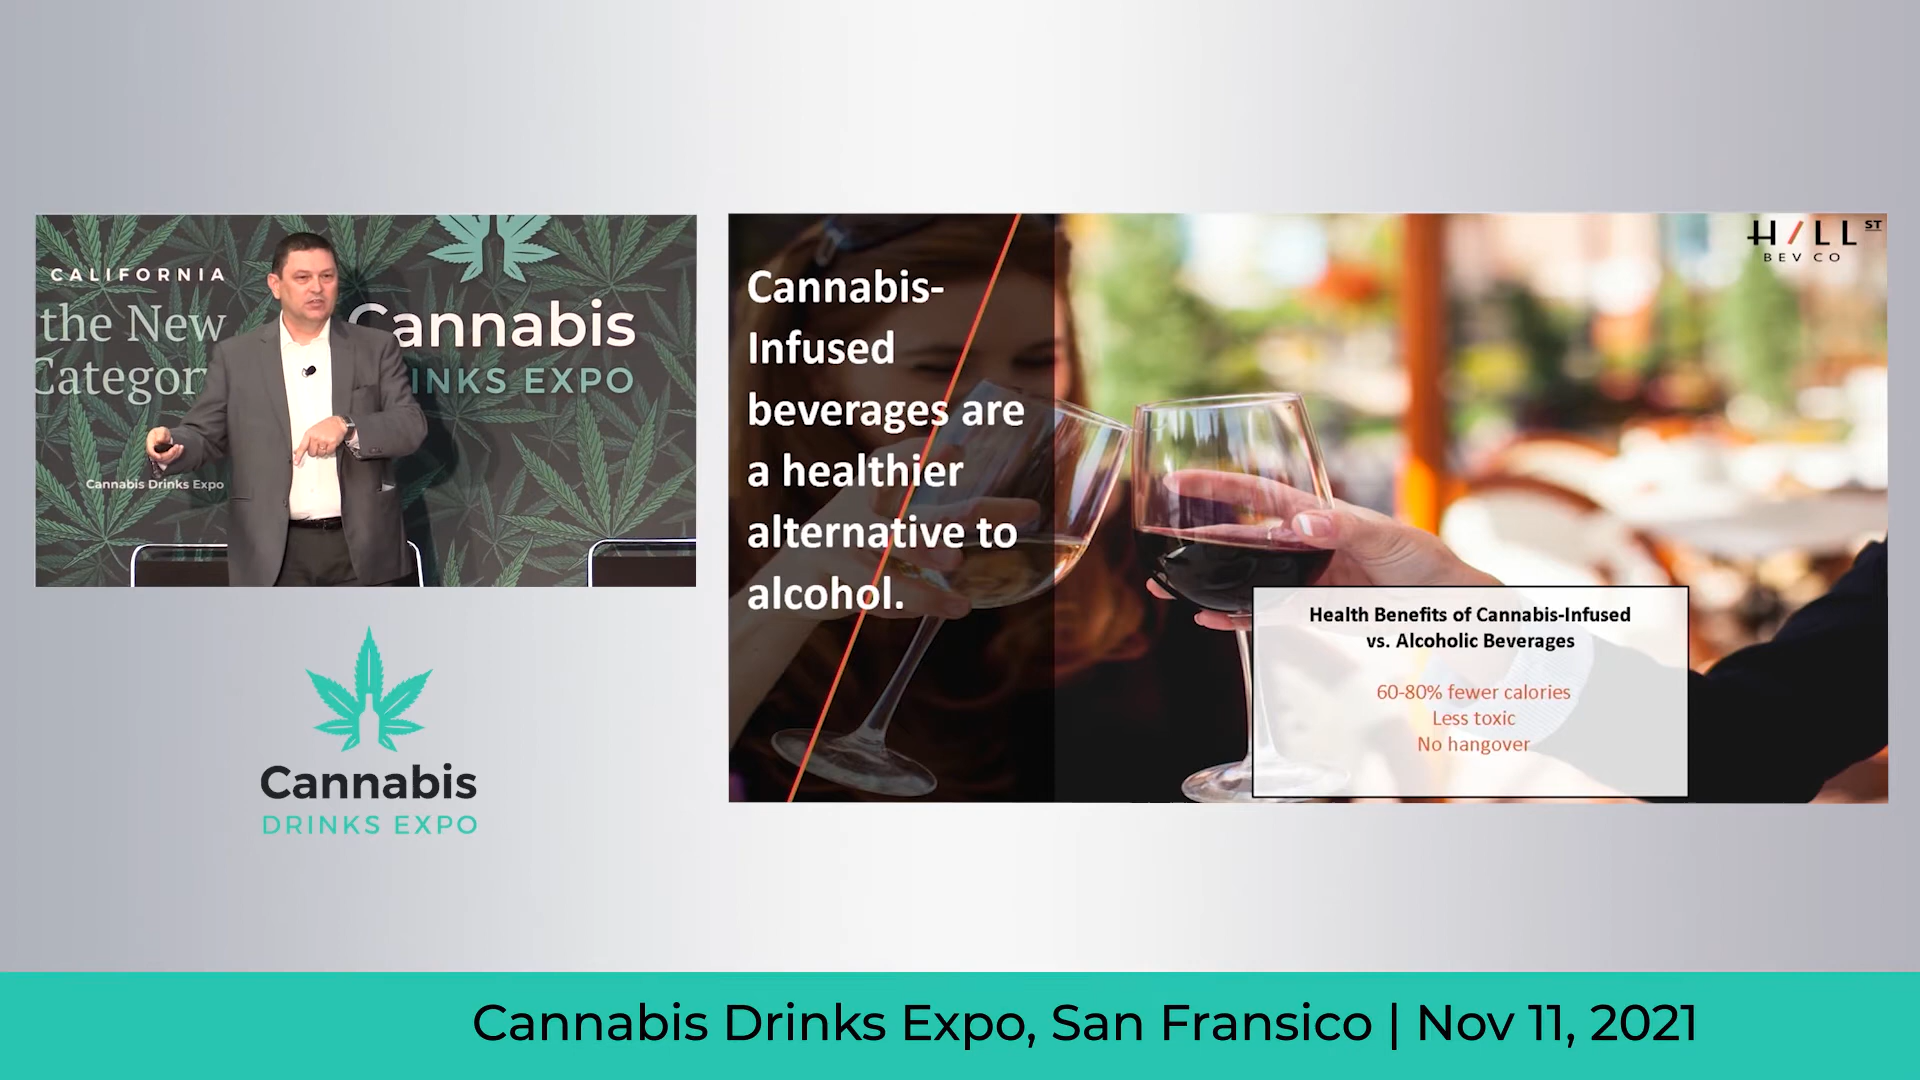 CALIFORNIA
the New
Categor
Cannabis Drinks Expo
Cannabis
INKS EXPO
Cannabis
DRINKS EXPO
Cannabis-
Infused
beverages are
a healthier
alternative to
alcohol.
H/LL ST
BEV CO
Health Benefits of Cannabis-Infused
vs. Alcoholic Beverages
60-80% fewer calories
Less toxic
No hangover
Cannabis Drinks Expo, San Fransico | Nov 11, 2021